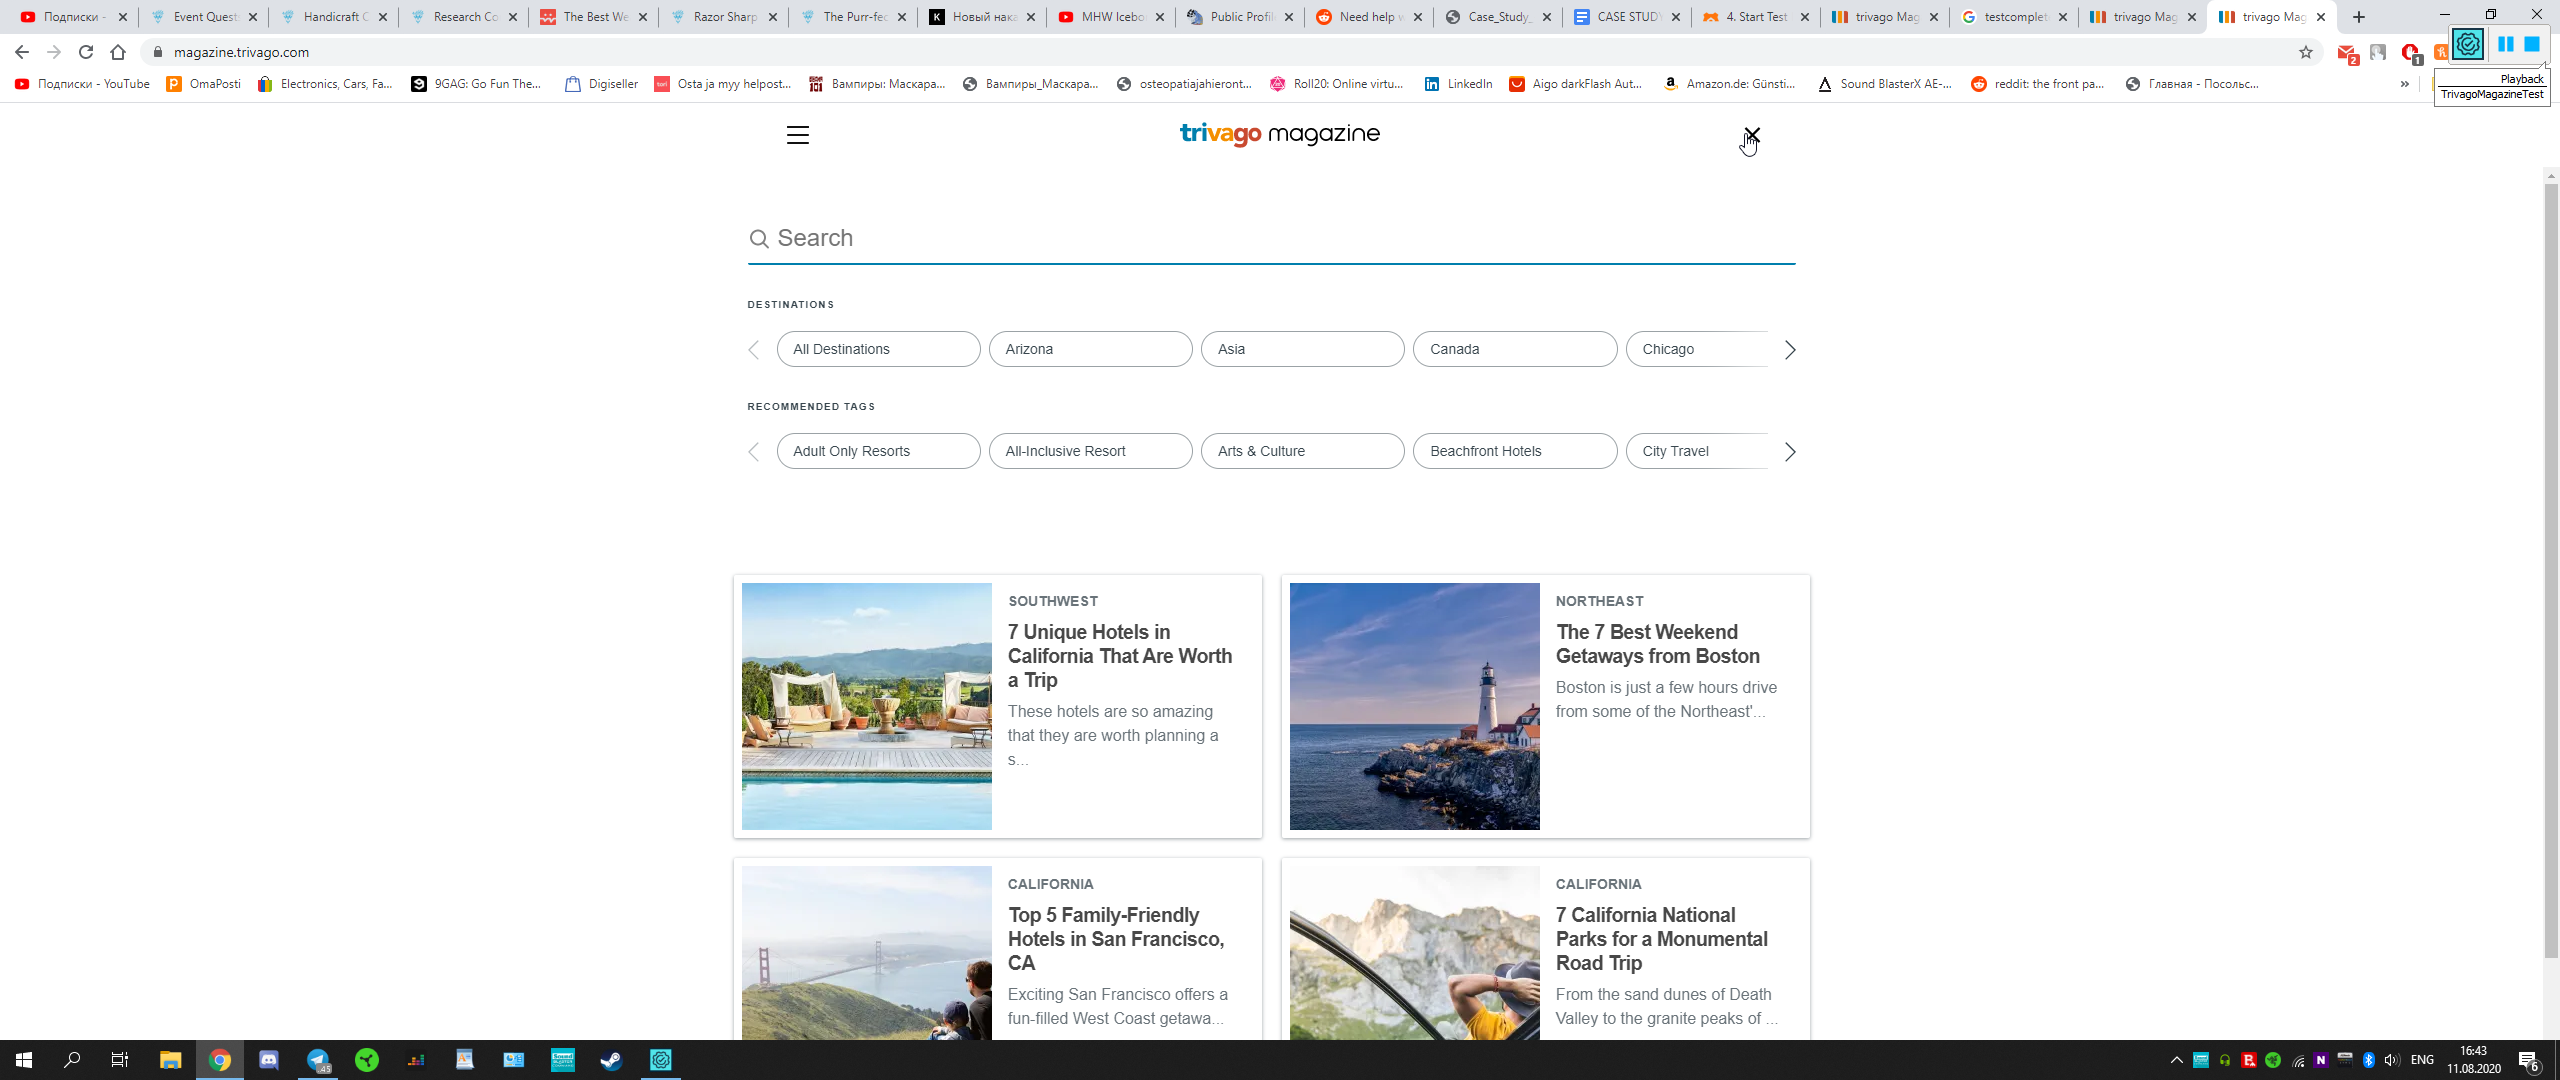 Подписки -
Event Quest
Handicraft C
Research Co
The Best We
Razor Sharp
The Purr-fec
Новый нака
MHW Icebo
Public Profil
Need help w
Case_Study_
CASE STUDY
4. Start Test
trivago Mag
testcomplet
trivago Mag
trivago Mag
magazine.trivago.com
2
1
Подписки - YouTube
OmaPosti
Electronics, Cars, Fa...
9GAG: Go Fun The...
Digiseller
Osta ja myy helpost...
Вампиры: Маскара...
Вампиры_Маскара...
osteopatiajahieront...
Roll20: Online virtu...
LinkedIn
Aigo darkFlash Aut...
Amazon.de: Günsti...
Sound BlasterX AE-...
reddit: the front pa...
Главная - Посольс...
»
Playback
TrivagoMagazineTest
trivago magazine
Search
DESTINATIONS
All Destinations
Arizona
Asia
Canada
Chicago
RECOMMENDED TAGS
Adult Only Resorts
All-Inclusive Resort
Arts & Culture
Beachfront Hotels
City Travel
SOUTHWEST
7 Unique Hotels in
California That Are Worth
a Trip
These hotels are so amazing
that they are worth planning a
s...
NORTHEAST
The 7 Best Weekend
Getaways from Boston
Boston is just a few hours drive
from some of the Northeast'...
CALIFORNIA
Top 5 Family-Friendly
Hotels in San Francisco,
CA
Exciting San Francisco offers a
fun-filled West Coast getawa...
CALIFORNIA
7 California National
Parks for a Monumental
Road Trip
From the sand dunes of Death
Valley to the granite peaks of ...
45
ENG
16:43
11.08.2020
6